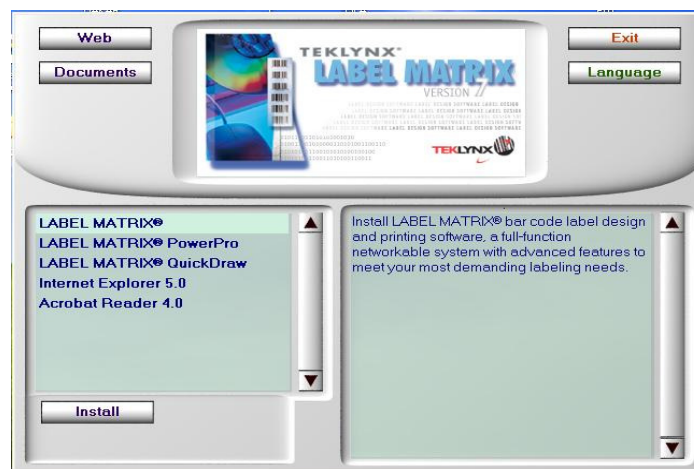 Web
Documents
TEKLYNX
LABEL MATRIX
VERSION 7
TEKLYNX
Exit
Language
LABEL MATRIX®
LABEL MATRIX® PowerPro
LABEL MATRIX® QuickDraw
Internet Explorer 5.0
Acrobat Reader 4.0
Install
Install LABEL MATRIX® bar code label design
and printing software, a full-function
networkable system with advanced features to
meet your most demanding labeling needs.